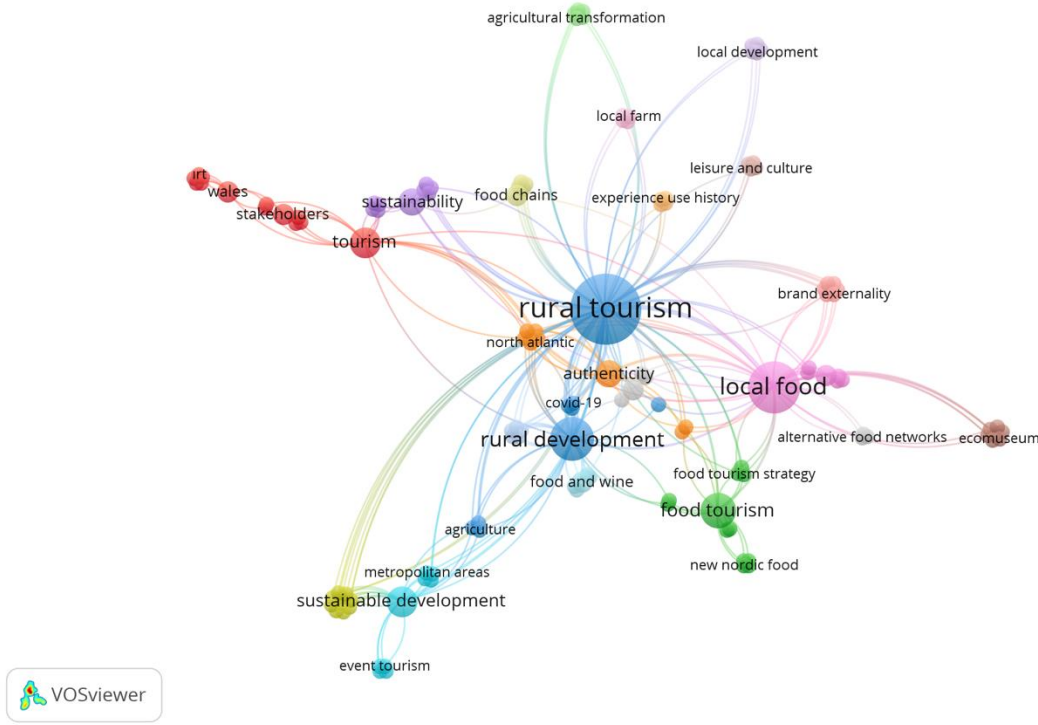 agricultural transformation
local development
local farm
leisure and culture
irt
wales
stakeholders
sustainability
food chains
experience use history
tourism
rural tourism
brand externality
north atlantic
authenticity
local food
covid-19
rural development
alternative food networks
ecomuseum
food and wine
food tourism strategy
food tourism
agriculture
new nordic food
metropolitan areas
sustainable development
event tourism
VOSviewer